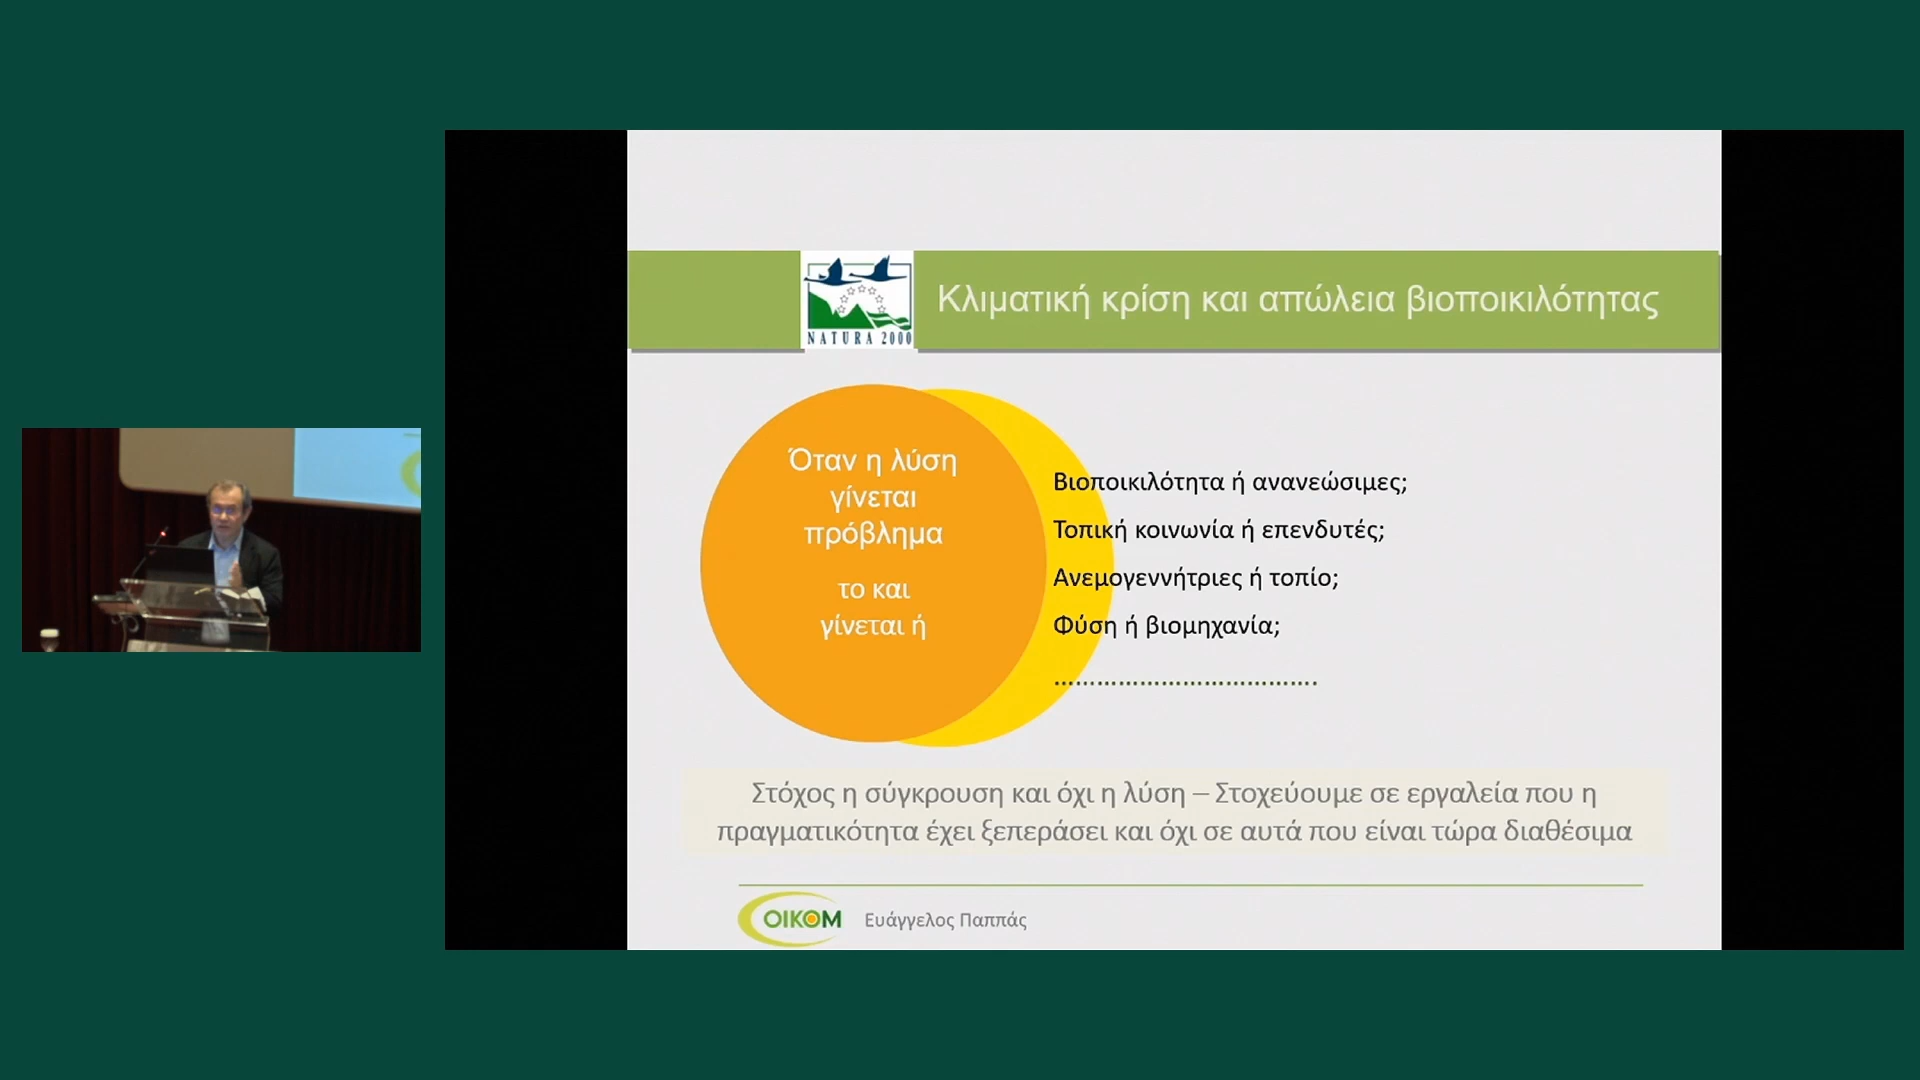 NATURA 2000
Κλιματική κρίση και απώλεια βιοποικιλότητας
Όταν η λύση
γίνεται
πρόβλημα
το και
γίνεται ή
Βιοποικιλότητα ή ανανεώσιμες;
Τοπική κοινωνία ή επενδυτές;
Ανεμογεννήτριες ή τοπίο;
Φύση ή βιομηχανία;
……………………………….
Στόχος η σύγκρουση και όχι η λύση – Στοχεύουμε σε εργαλεία που η
πραγματικότητα έχει ξεπεράσει και όχι σε αυτά που είναι τώρα διαθέσιμα
OIKOM
Ευάγγελος Παππάς